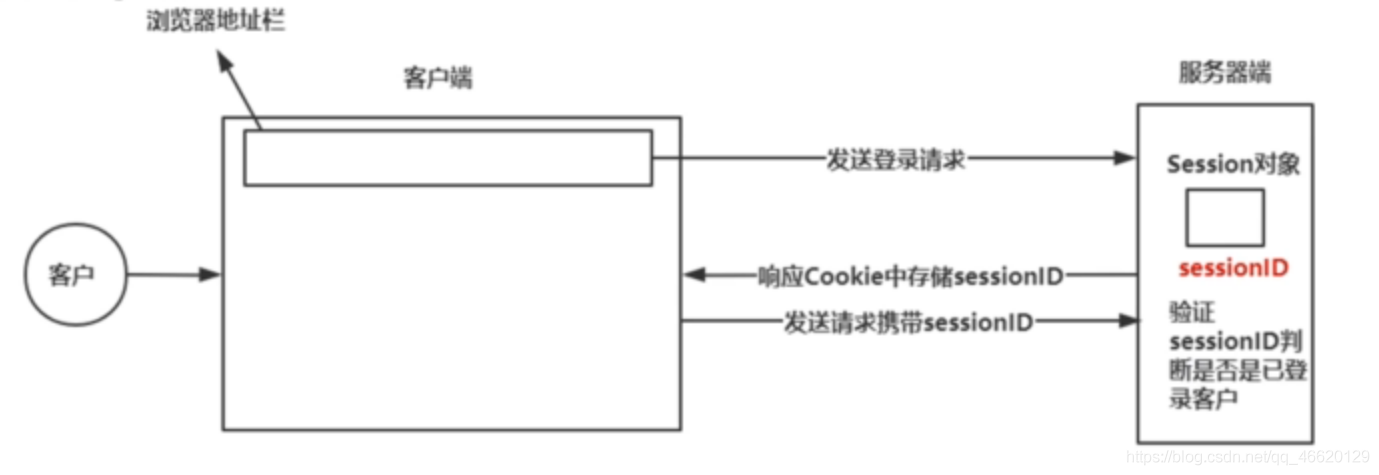 浏览器地址栏
客户端
服务器端
发送登录请求
Session对象
客户
响应Cookie中存储sessionID
sessionID
发送请求携带sessionID
验证
sessionID判
断是否是已登
录客户
https://blog.csdn.net/qq_46620129